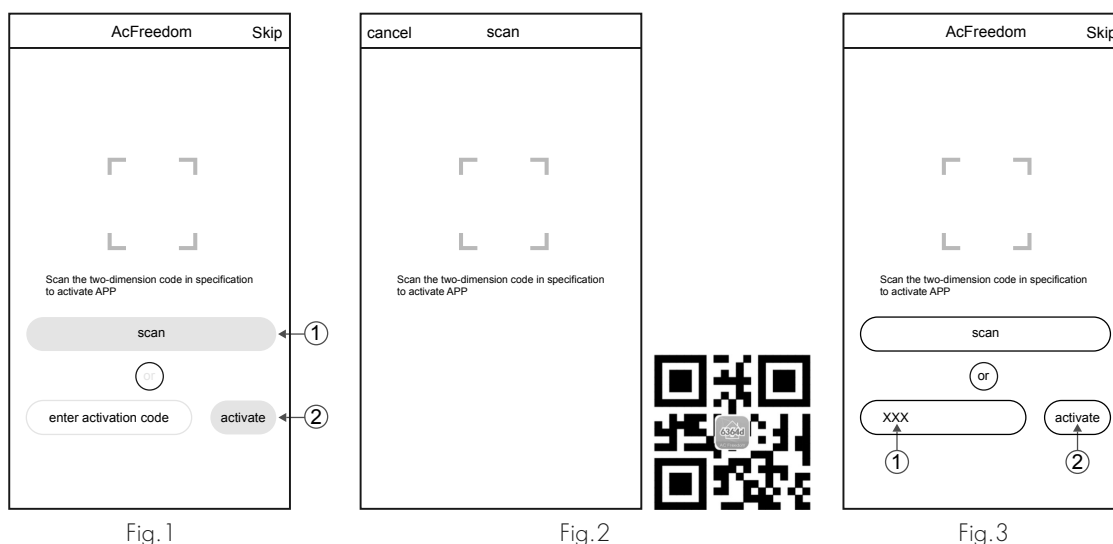 AcFreedom Skip
Scan the two-dimension code in specification
to activate APP
scan
1
or
enter activation code activate
2
Fig.1
cancel scan
Scan the two-dimension code in specification
to activate APP
6364d
Fig.2
AcFreedom Skip
Scan the two-dimension code in specification
to activate APP
scan
or
XXX activate
1 2
Fig.3